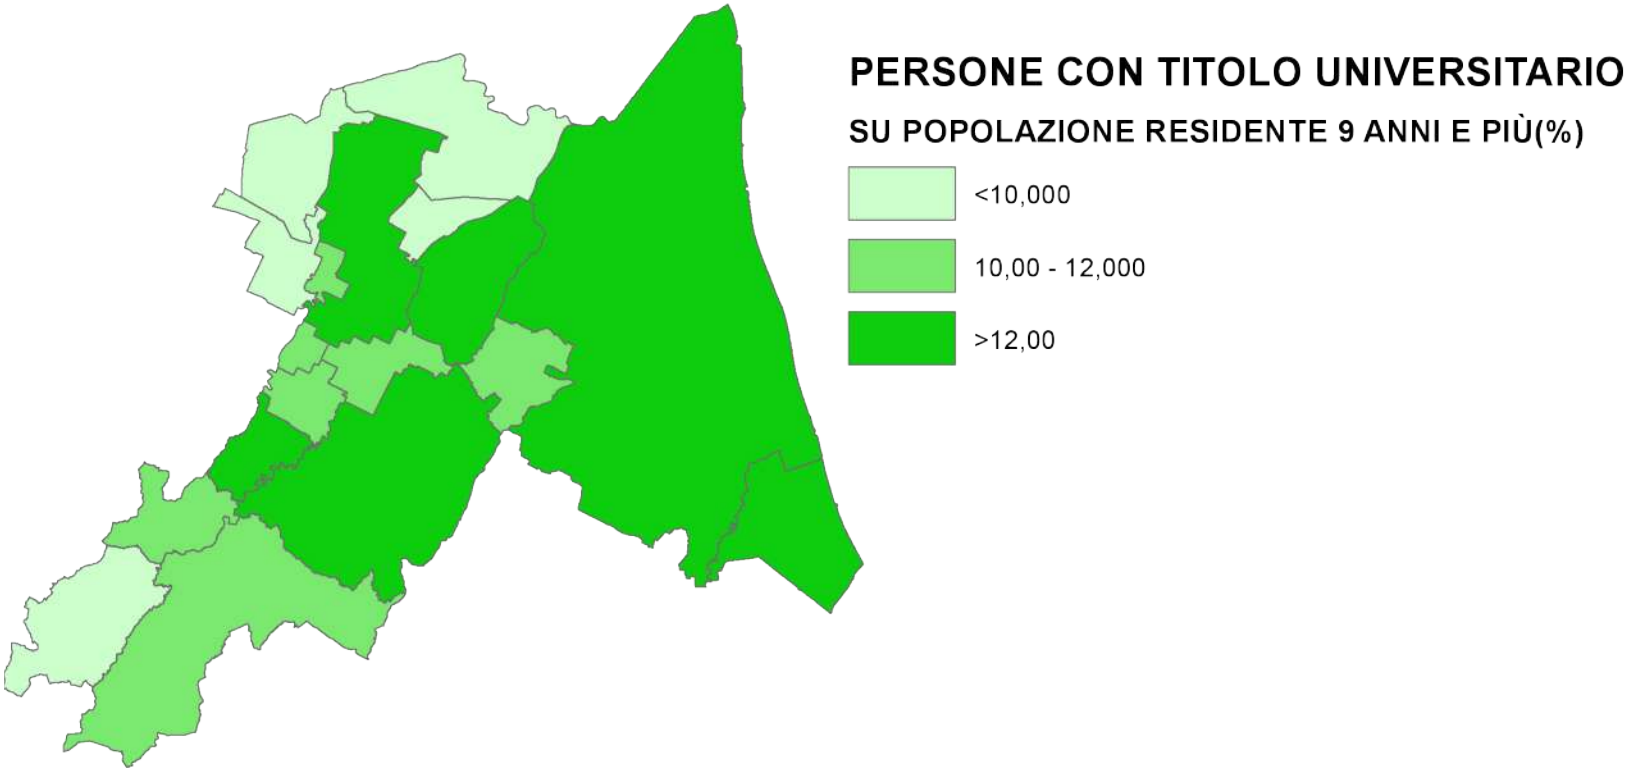 PERSONE CON TITOLO UNIVERSITARIO
SU POPOLAZIONE RESIDENTE 9 ANNI E PIÙ(%)
<10,000
10,00 - 12,000
>12,00